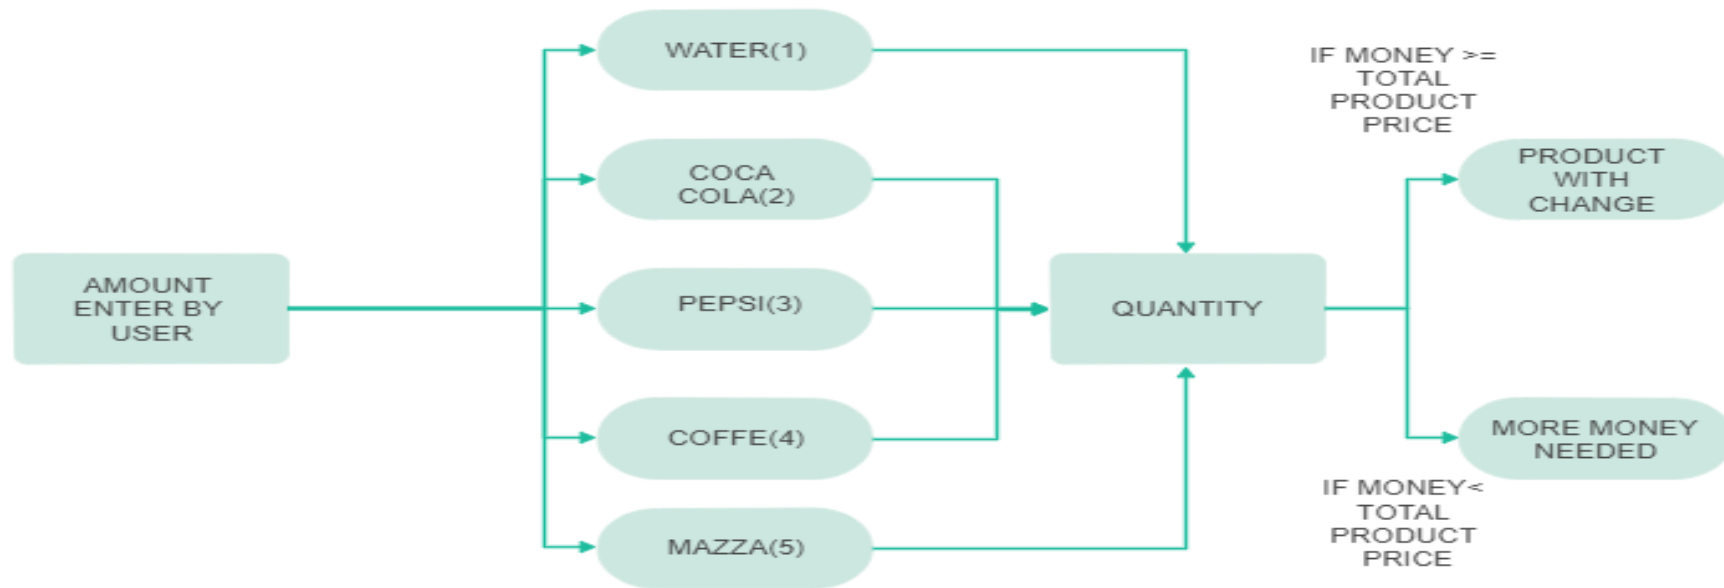 AMOUNT
ENTER BY
USER
WATER(1)
COCA
COLA(2)
PEPSI(3)
COFFE(4)
MAZZA(5)
QUANTITY
IF MONEY >=
TOTAL
PRODUCT
PRICE
PRODUCT
WITH
CHANGE
MORE MONEY
NEEDED
IF MONEY<
TOTAL
PRODUCT
PRICE